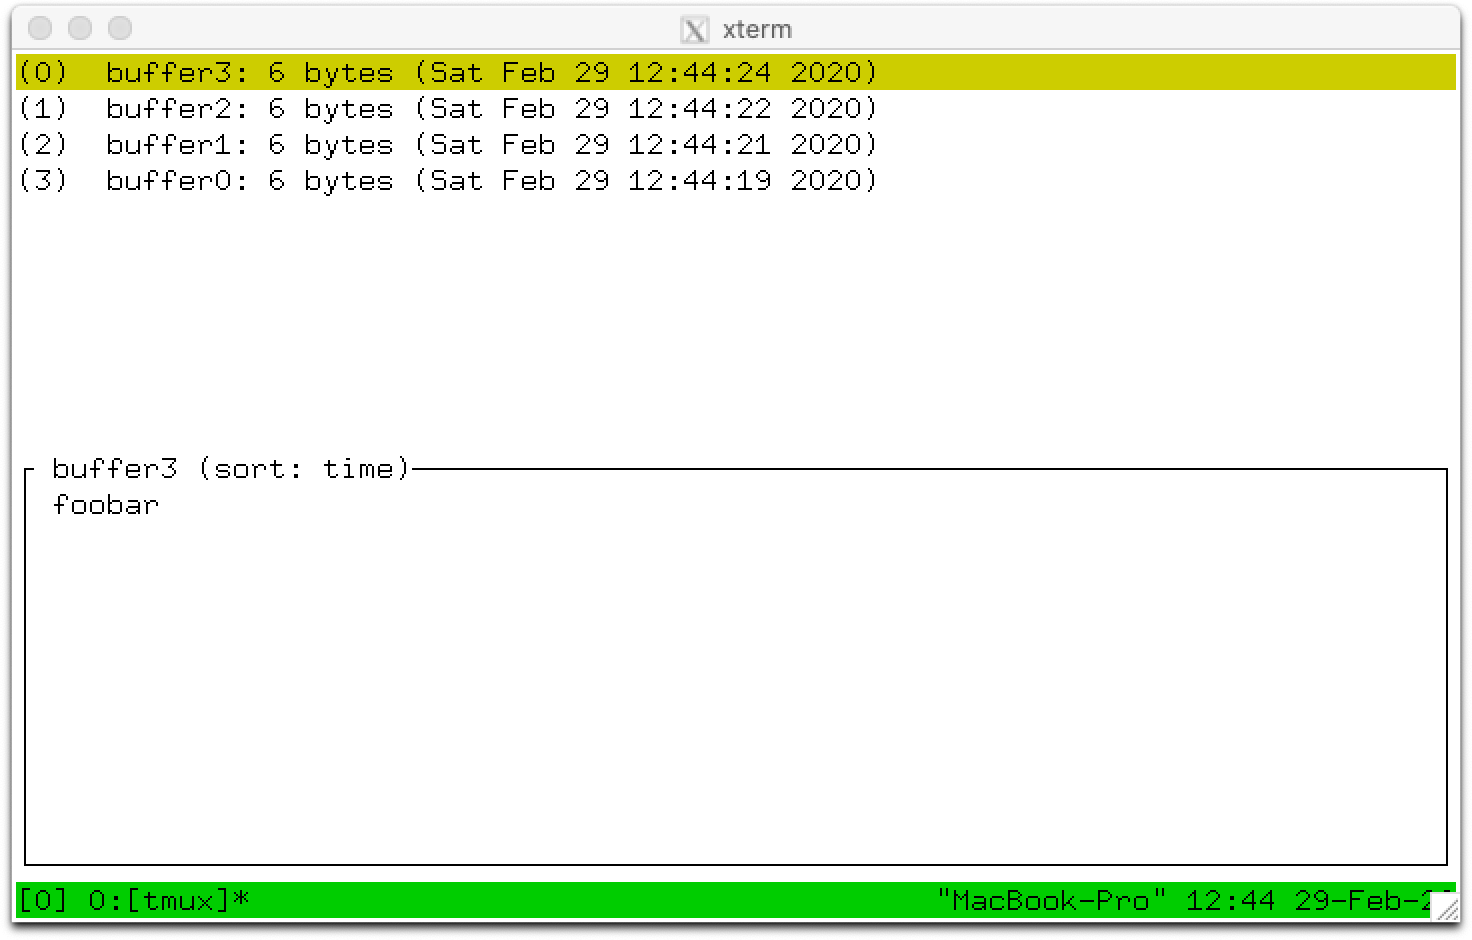 xterm
(0)  buffer3: 6 bytes (Sat Feb 29 12:44:24 2020)
(1)  buffer2: 6 bytes (Sat Feb 29 12:44:22 2020)
(2)  buffer1: 6 bytes (Sat Feb 29 12:44:21 2020)
(3)  buffer0: 6 bytes (Sat Feb 29 12:44:19 2020)
buffer3 (sort: time)
foobar
[0] 0:[tmux]* "MacBook-Pro" 12:44 29-Feb-2